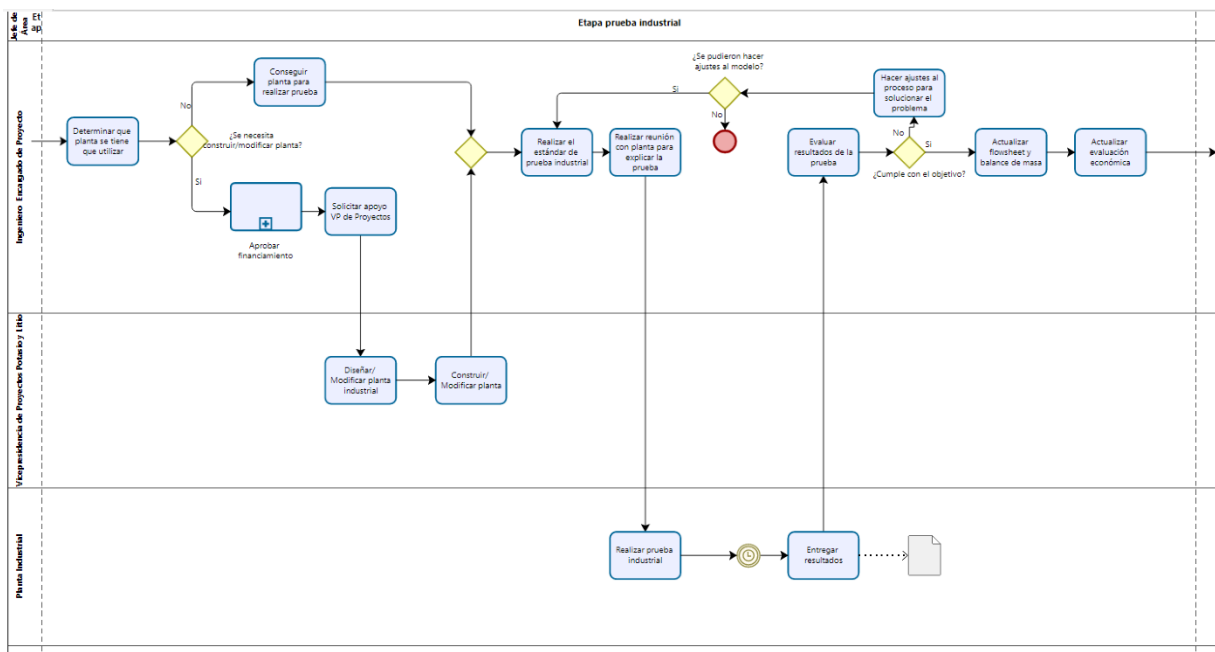 Jefe de
Área
Et
ap
Etapa prueba industrial
Ingeniero Encargado de Proyecto
Determinar que
planta se tiene
que utilizar
No
Si
¿Se necesita
construir/modificar planta?
Conseguir
planta para
realizar prueba
Aprobar
financiamiento
Solicitar apoyo
VP de Proyectos
Realizar el
estándar de
prueba industrial
Realizar reunión
con planta para
explicar la
prueba
¿Se pudieron hacer
ajustes al modelo?
Si
No
Hacer ajustes al
proceso para
solucionar el
problema
Evaluar
resultados de la
prueba
No
Si
¿Cumple con el objetivo?
Actualizar
flowsheet y
balance de masa
Actualizar
evaluación
económica
Vicepresidencia de Proyectos Potasio y Litio
Diseñar/
Modificar planta
industrial
Construir/
Modificar planta
Planta Industrial
Realizar prueba
industrial
Entregar
resultados